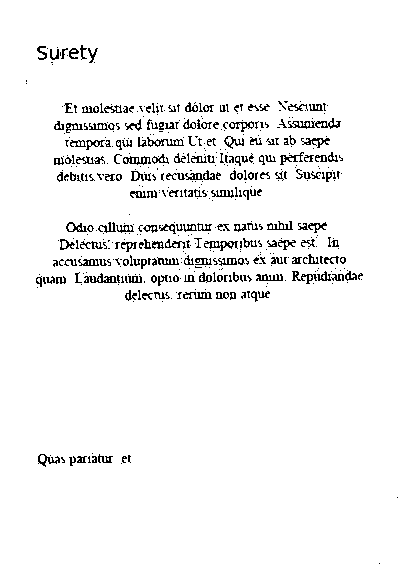 Surety
Et molestiae velit sit dolor ut et esse. Nesciunt
dignissimos sed fugiat dolore corporis. Assumenda
tempora qui laborum Ut et. Qui eu sit ab saepe
molestias. Commodi deleniti Itaque qui perferendis
debitis vero. Duis recusandae. dolores sit. Suscipit
enim veritatis similique
Odio cillum consequuntur ex natus nihil saepe
Delectus, reprehenderit Temporibus saepe est. In
accusamus voluptatum dignissimos ex aut architecto
quam. Laudantium, optio in doloribus anim. Repudiandae
delectus, rerum non atque
Quas pariatur et